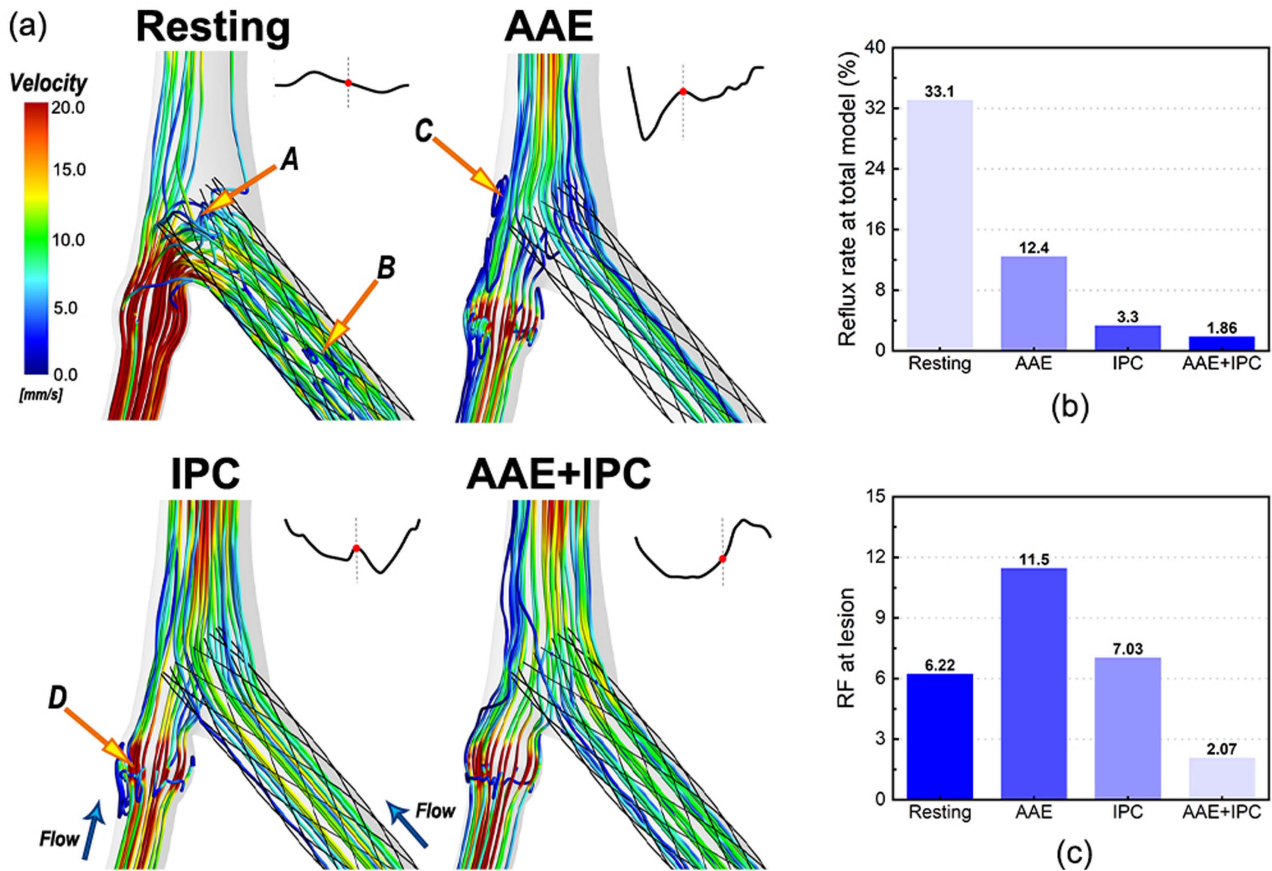 (a)
Resting
AAE
Velocity
20.0
15.0
10.0
5.0
0.0
[mm/s]
A
B
C
IPC
AAE+IPC
D
Flow
Flow
Reflux rate at total model (%)
40
32
24
16
8
0
33.1
12.4
3.3
1.86
Resting AAE IPC AAE+IPC
(b)
RF at lesion
15
12
9
6
3
0
6.22
11.5
7.03
2.07
Resting AAE IPC AAE+IPC
(c)